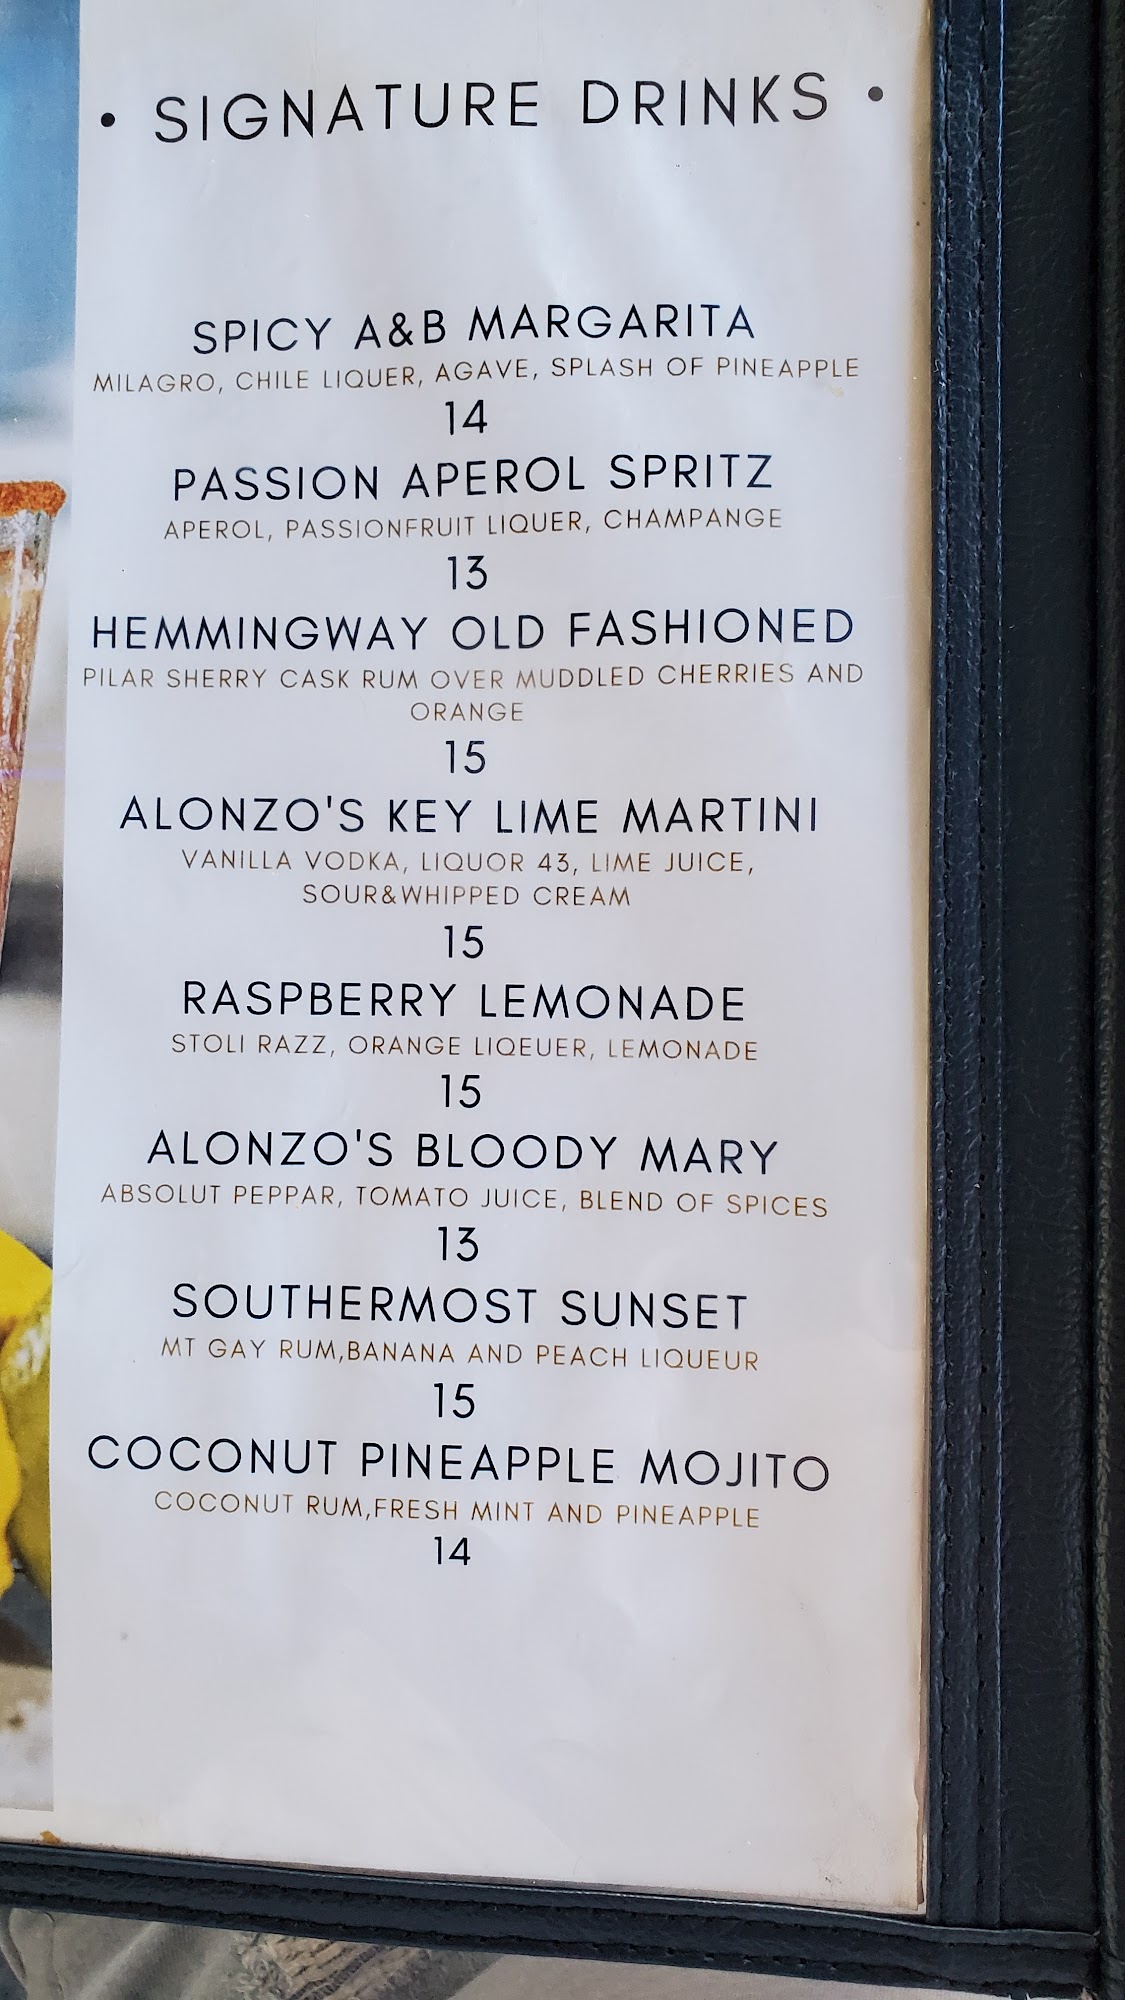 • SIGNATURE DRINKS •
SPICY A&B MARGARITA
MILAGRO, CHILE LIQUER, AGAVE, SPLASH OF PINEAPPLE
14
PASSION APEROL SPRITZ
APEROL, PASSIONFRUIT LIQUER, CHAMPANGE
13
HEMMINGWAY OLD FASHIONED
PILAR SHERRY CASK RUM OVER MUDDLED CHERRIES AND
ORANGE
15
ALONZO'S KEY LIME MARTINI
VANILLA VODKA, LIQUOR 43, LIME JUICE,
SOUR&WHIPPED CREAM
15
RASPBERRY LEMONADE
STOLI RAZZ, ORANGE LIQEUER, LEMONADE
15
ALONZO'S BLOODY MARY
ABSOLUT PEPPAR, TOMATO JUICE, BLEND OF SPICES
13
SOUTHERMOST SUNSET
MT GAY RUM,BANANA AND PEACH LIQUEUR
15
COCONUT PINEAPPLE MOJITO
COCONUT RUM,FRESH MINT AND PINEAPPLE
14